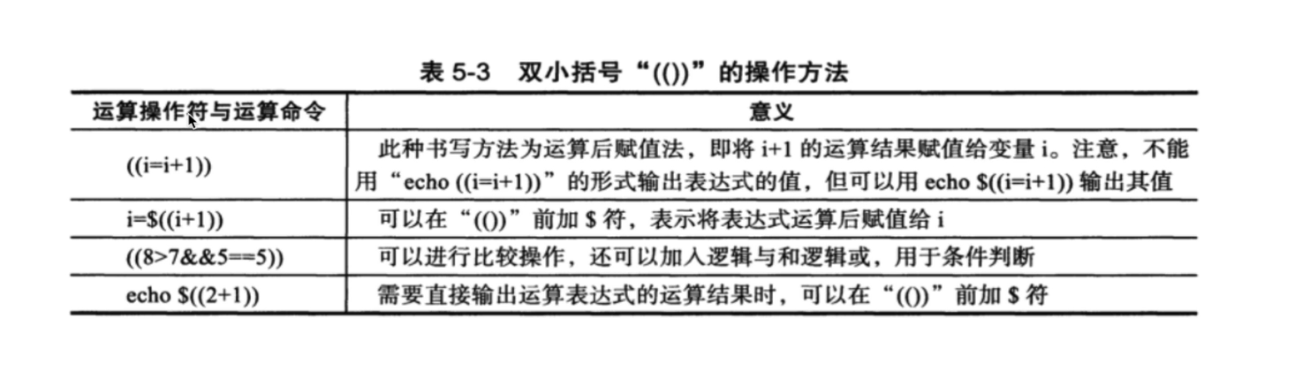 表 5-3 双小括号“(())”的操作方法
运算操作符与运算命令 意义
((i=i+1)) 此种书写方法为运算后赋值法，即将 i+1 的运算结果赋值给变量 i。注意，不能
用“echo ((i=i+1))”的形式输出表达式的值，但可以用 echo $((i=i+1)) 输出其值
i=$((i+1)) 可以在“(())”前加 $ 符，表示将表达式运算后赋值给 i
((8>7&&5==5)) 可以进行比较操作，还可以加入逻辑与和逻辑或，用于条件判断
echo $((2+1)) 需要直接输出运算表达式的运算结果时，可以在“(())”前加 $ 符